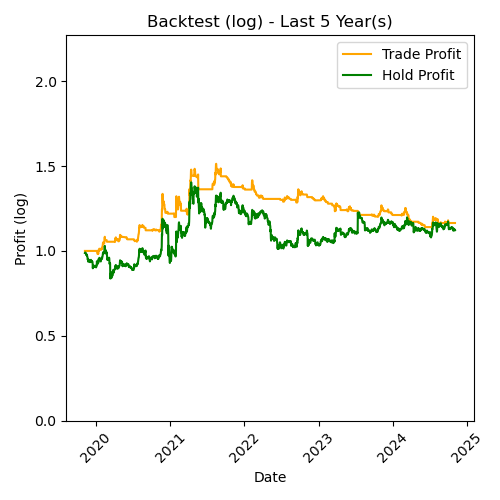 Backtest (log) - Last 5 Year(s)
Trade Profit
Hold Profit
2.0
1.5
1.0
0.5
0.0
Profit (log)
2020
2021
2022
2023
2024
2025
Date